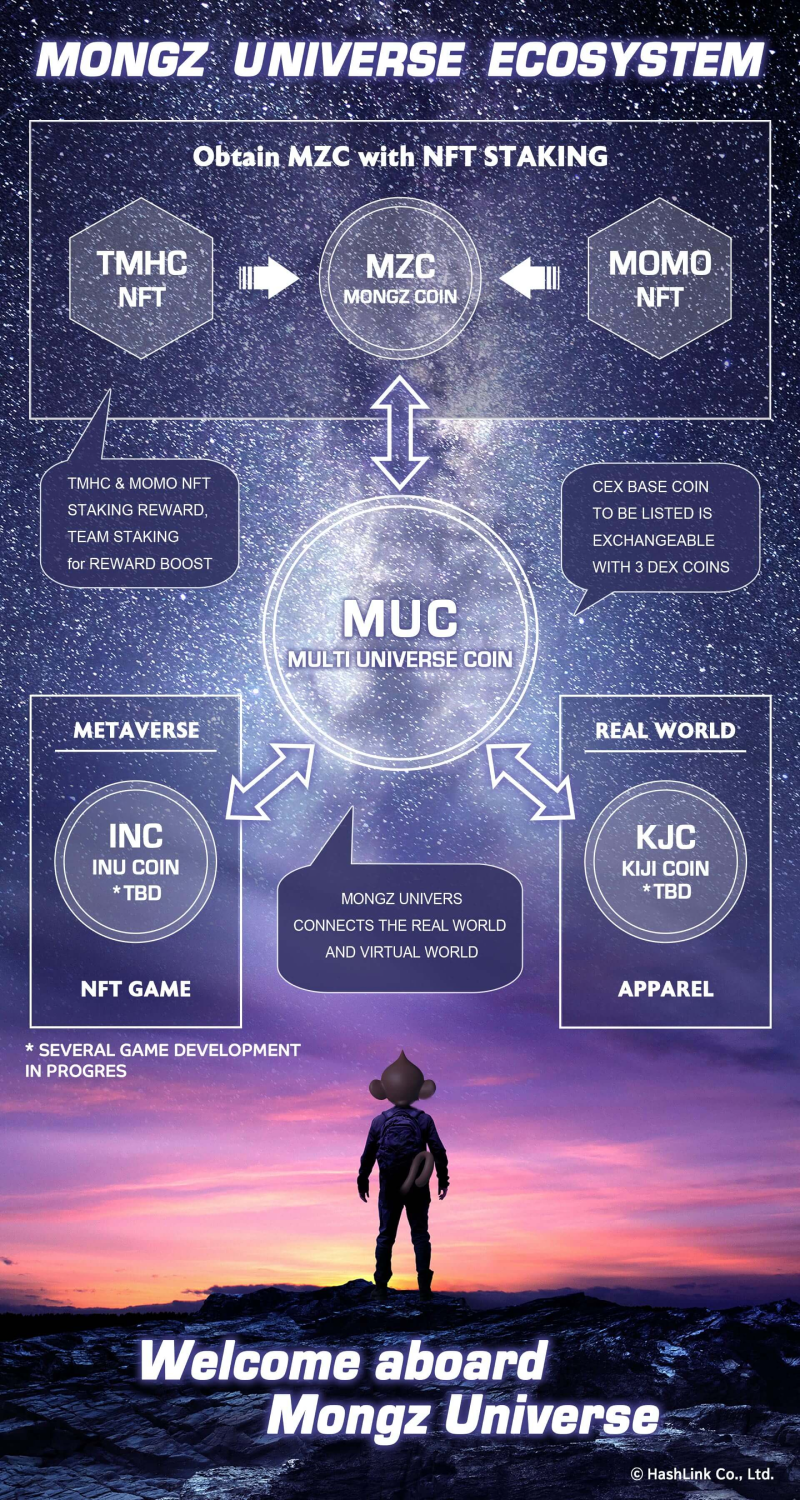 MONGZ UNIVERSE ECOSYSTEM
Obtain MZC with NFT STAKING
TMHC
NFT
MZC
MONGZ COIN
MOMO
NFT
TMHC & MOMO NFT
STAKING REWARD,
TEAM STAKING
for REWARD BOOST
CEX BASE COIN
TO BE LISTED IS
EXCHANGEABLE
WITH 3 DEX COINS
MUC
MULTI UNIVERSE COIN
METAVERSE
INC
INU COIN
*TBD
NFT GAME
REAL WORLD
KJC
KIJI COIN
*TBD
APPAREL
MONGZ UNIVERS
CONNECTS THE REAL WORLD
AND VIRTUAL WORLD
* SEVERAL GAME DEVELOPMENT
IN PROGRES
Welcome aboard
Mongz Universe
© HashLink Co., Ltd.